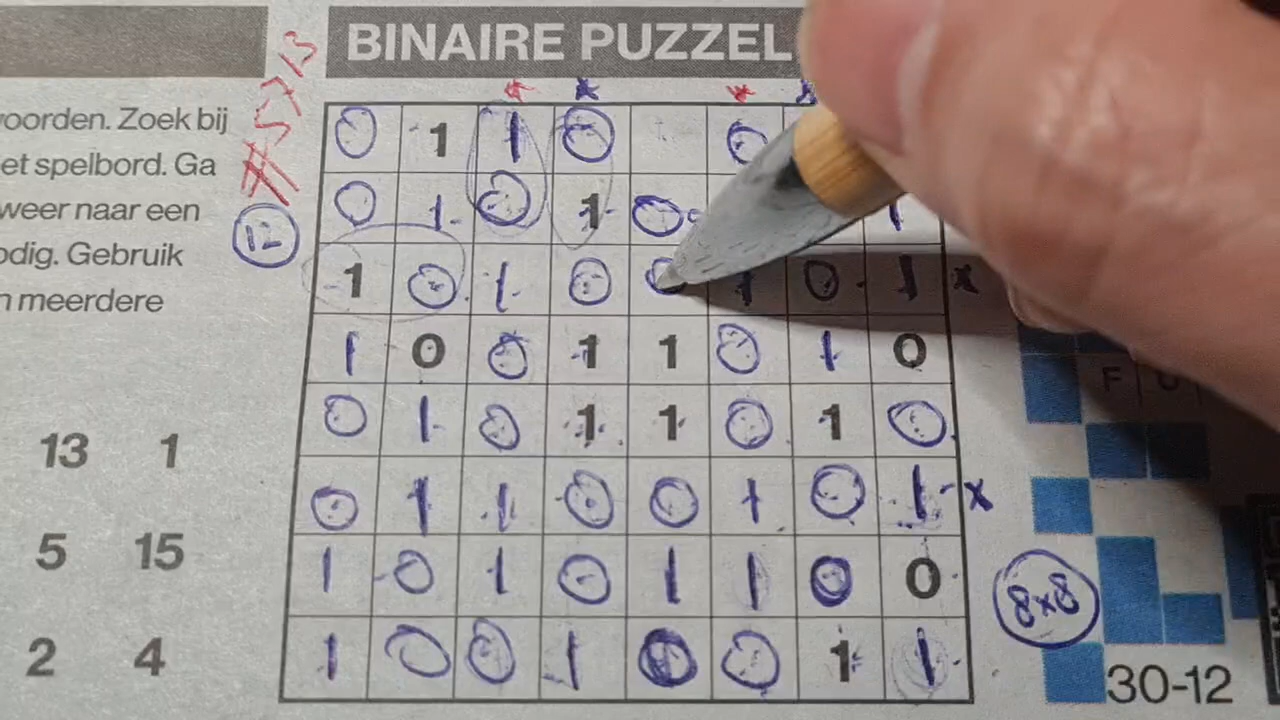 BINAIRE PUZZEL
#5713
voorden. Zoek bij
et spelbord. Ga
weer naar een
odig. Gebruik
n meerdere
12
13 1
5 15
2 4
0 1 1 0 0
0 1 0 1 0 1
1 0 1 0 0 1 0 1 x
1 0 0 1 1 0 1 0
0 1 0 1 1 0 1 0
0 1 1 0 0 1 0 1 x
1 0 1 0 1 1 0 0
1 0 0 1 0 0 1 1
F U
8x8
30-12